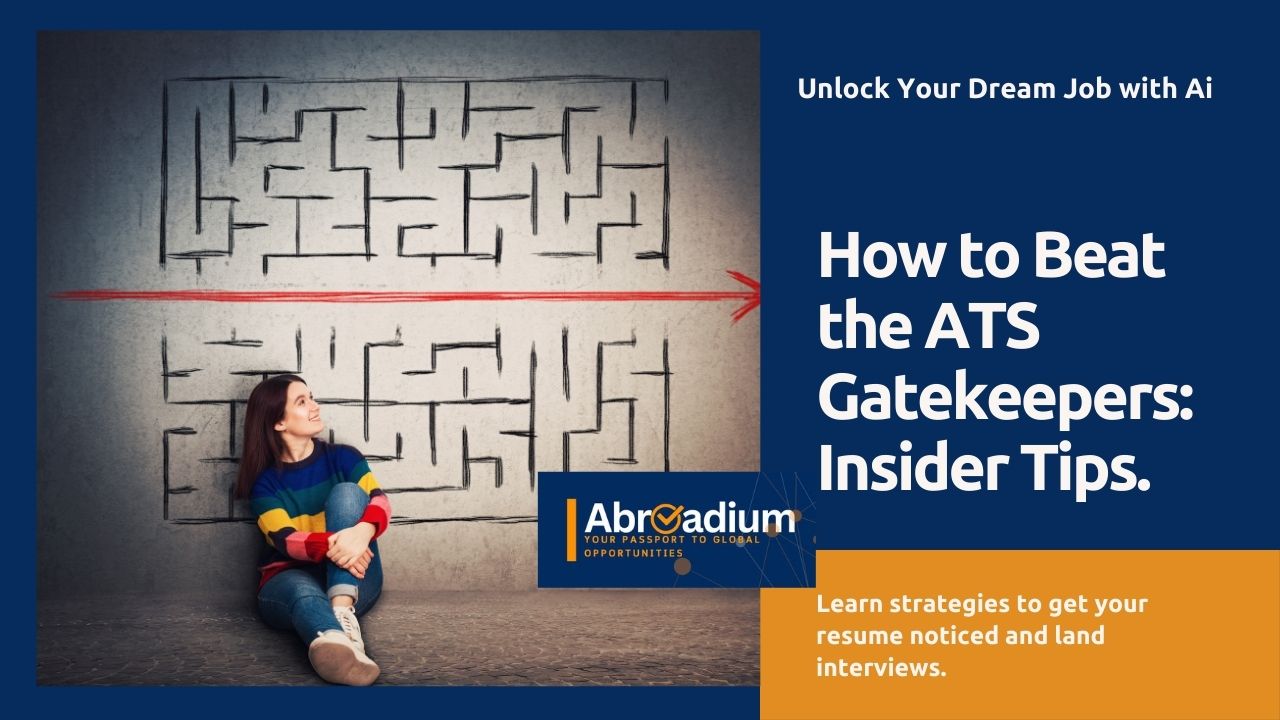 Unlock Your Dream Job with Ai
How to Beat
the ATS
Gatekeepers:
Insider Tips.
Abroadium
YOUR PASSPORT TO GLOBAL
OPPORTUNITIES
Learn strategies to get your
resume noticed and land
interviews.